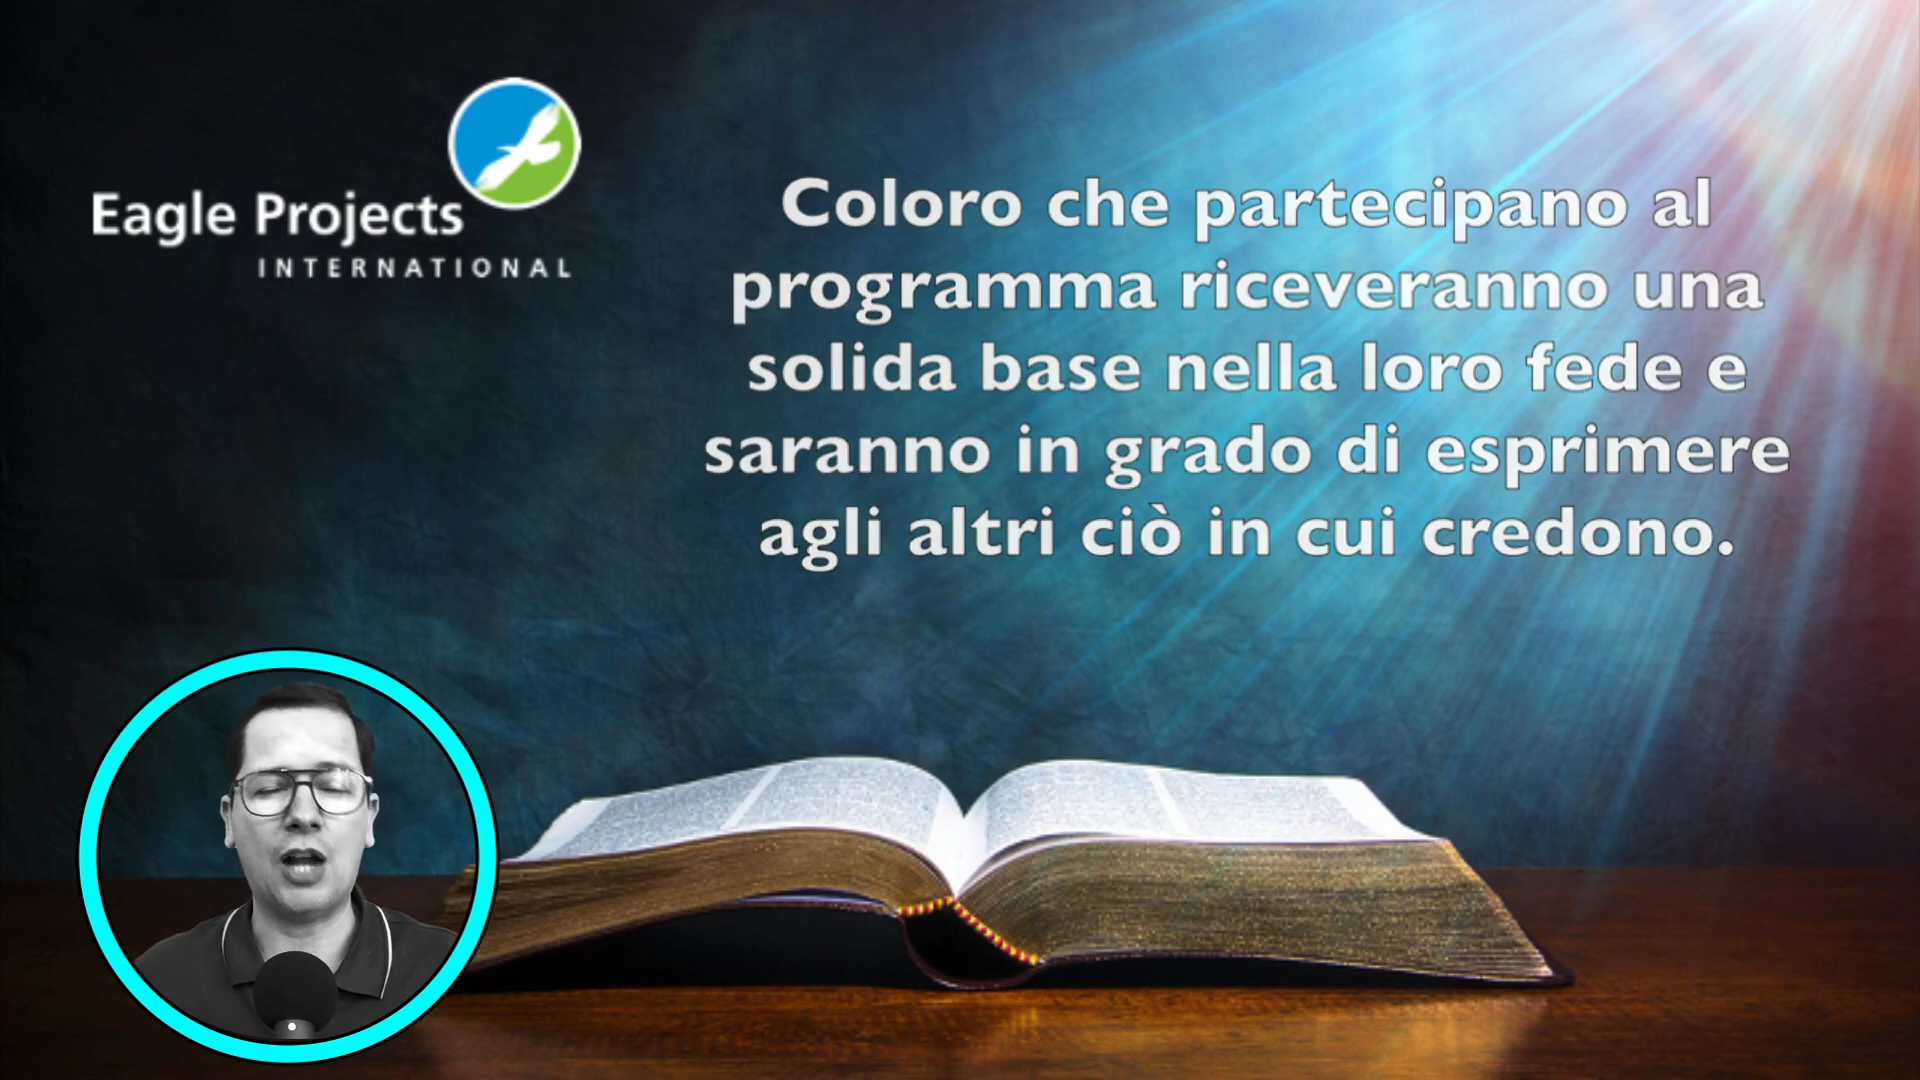 Eagle Projects
INTERNATIONAL
Coloro che partecipano al
programma riceveranno una
solida base nella loro fede e
saranno in grado di esprimere
agli altri ciò in cui credono.